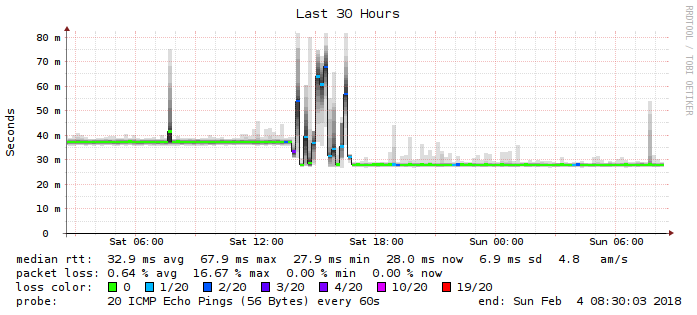 Last 30 Hours
RRDTOOL / TOBI OETIKER
Seconds
80 m
70 m
60 m
50 m
40 m
30 m
20 m
10 m
0
Sat 06:00 Sat 12:00 Sat 18:00 Sun 00:00 Sun 06:00
median rtt: 32.9 ms avg 67.9 ms max 27.9 ms min 28.0 ms now 6.9 ms sd 4.8 am/s
packet loss: 0.64 % avg 16.67 % max 0.00 % min 0.00 % now
loss color: 0 1/20 2/20 3/20 4/20 10/20 19/20
probe: 20 ICMP Echo Pings (56 Bytes) every 60s end: Sun Feb 4 08:30:03 2018